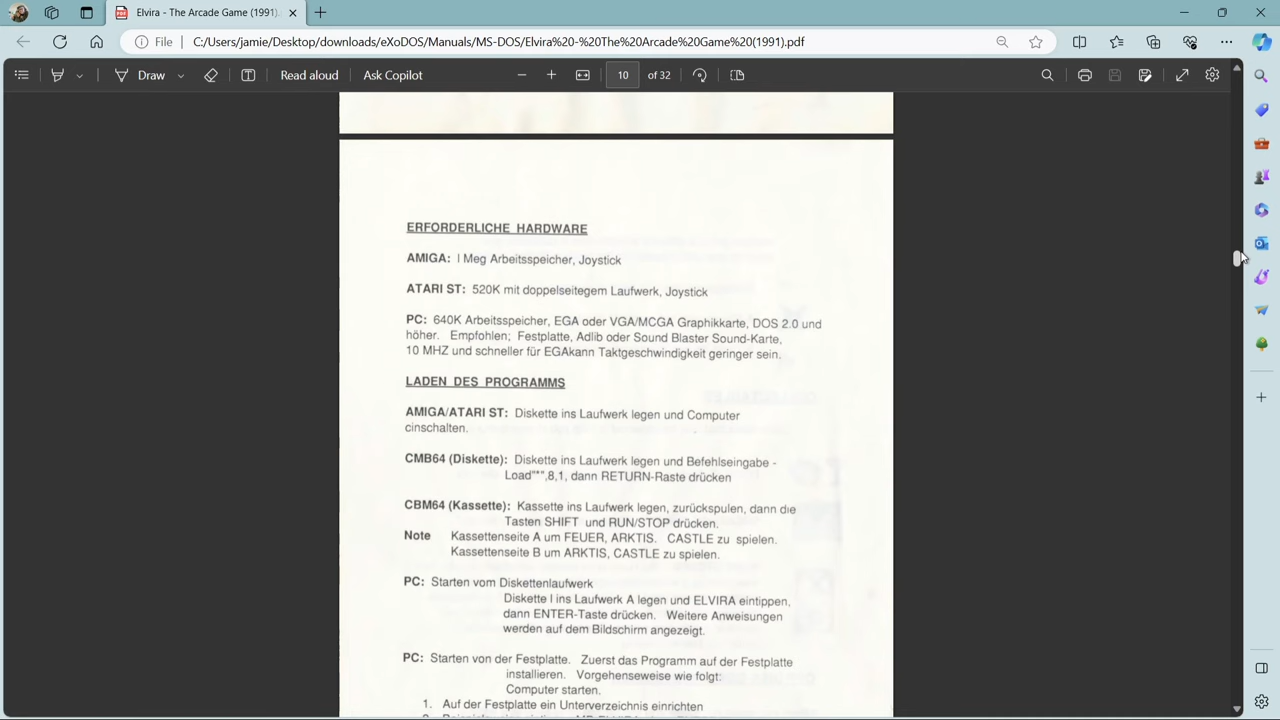 Elvira - The Arcade Game (1991).
File
C:/Users/jamie/Desktop/downloads/eXoDOS/Manuals/MS-DOS/Elvira%20-%20The%20Arcade%20Game%20(1991).pdf
Draw
Read aloud
Ask Copilot
10 of 32
ERFORDERLICHE HARDWARE
AMIGA: I Meg Arbeitsspeicher, Joystick
ATARI ST: 520K mit doppelseitegem Laufwerk, Joystick
PC: 640K Arbeitsspeicher, EGA oder VGA/MCGA Graphikkarte, DOS 2.0 und
höher. Empfohlen; Festplatte, Adlib oder Sound Blaster Sound-Karte,
10 MHZ und schneller für EGAkann Taktgeschwindigkeit geringer sein.
LADEN DES PROGRAMMS
AMIGA/ATARI ST: Diskette ins Laufwerk legen und Computer
cinschalten.
CMB64 (Diskette): Diskette ins Laufwerk legen und Befehlseingabe -
Load"*",8,1, dann RETURN-Raste drücken
CBM64 (Kassette): Kassette ins Laufwerk legen, zurückspulen, dann die
Tasten SHIFT und RUN/STOP drücken.
Note Kassettenseite A um FEUER, ARKTIS. CASTLE zu spielen.
Kassettenseite B um ARKTIS, CASTLE zu spielen.
PC: Starten vom Diskettenlaufwerk
Diskette I ins Laufwerk A legen und ELVIRA eintippen,
dann ENTER-Taste drücken. Weitere Anweisungen
werden auf dem Bildschirm angezeigt.
PC: Starten von der Festplatte. Zuerst das Programm auf der Festplatte
installieren. Vorgehenseweise wie folgt:
Computer starten.
1. Auf der Festplatte ein Unterverzeichnis einrichten